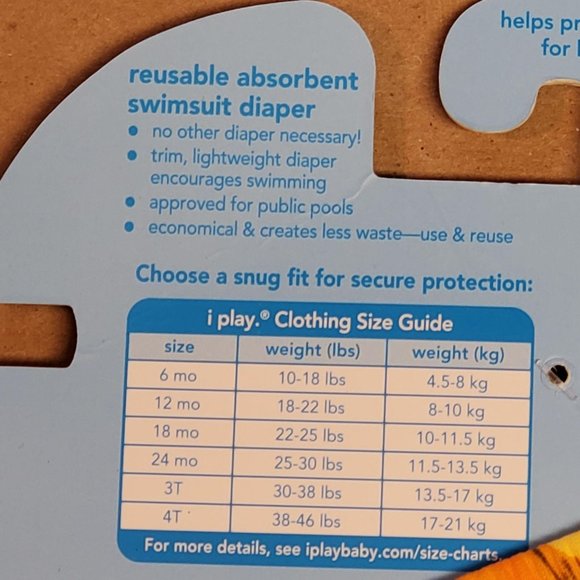 helps
for
reusable absorbent
swimsuit diaper
• no other diaper necessary!
• trim, lightweight diaper
encourages swimming
• approved for public pools
• economical & creates less waste—use & reuse
Choose a snug fit for secure protection:
i play.® Clothing Size Guide
size weight (lbs) weight (kg)
6 mo 10-18 lbs 4.5-8 kg
12 mo 18-22 lbs 8-10 kg
18 mo 22-25 lbs 10-11.5 kg
24 mo 25-30 lbs 11.5-13.5 kg
3T 30-38 lbs 13.5-17 kg
4T 38-46 lbs 17-21 kg
For more details, see iplaybaby.com/size-charts.